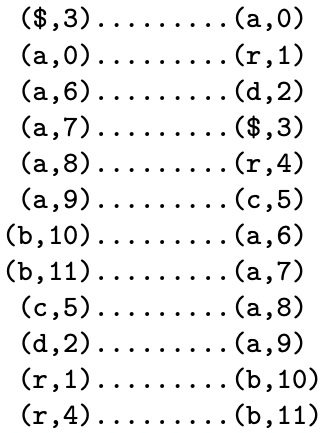 ($,3).........(a,0)
(a,0).........(r,1)
(a,6).........(d,2)
(a,7).........($,3)
(a,8).........(r,4)
(a,9).........(c,5)
(b,10).........(a,6)
(b,11).........(a,7)
(c,5).........(a,8)
(d,2).........(a,9)
(r,1).........(b,10)
(r,4).........(b,11)